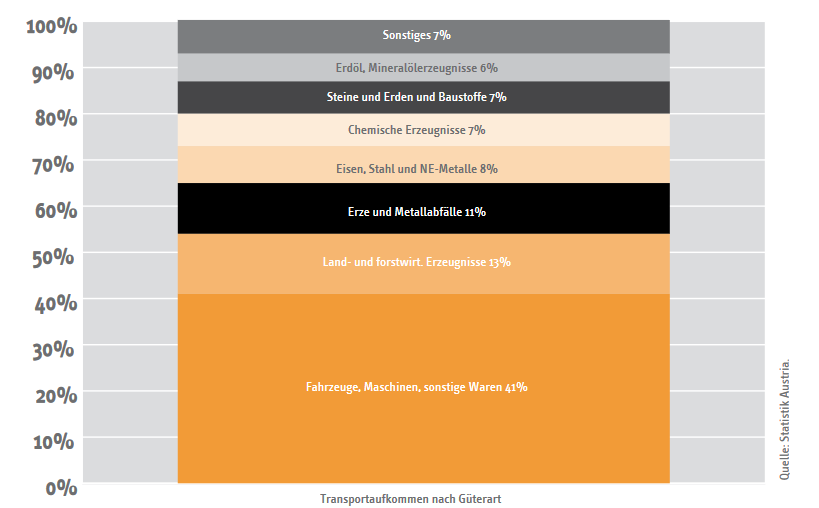 100%
90%
80%
70%
60%
50%
40%
30%
20%
10%
0%
Sonstiges 7%
Erdöl, Mineralölerzeugnisse 6%
Steine und Erden und Baustoffe 7%
Chemische Erzeugnisse 7%
Eisen, Stahl und NE-Metalle 8%
Erze und Metallabfälle 11%
Land- und forstwirt. Erzeugnisse 13%
Fahrzeuge, Maschinen, sonstige Waren 41%
Transportaufkommen nach Güterart
Quelle: Statistik Austria.